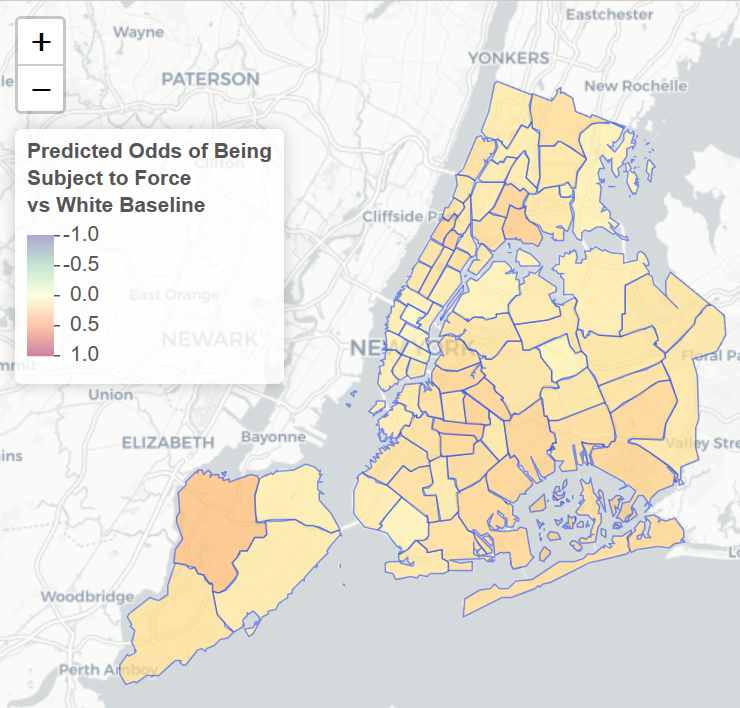 Eastchester
Wayne
+
YONKERS
PATERSON
New Rochelle
−
Predicted Odds of Being
Subject to Force
vs White Baseline
Clifton
Cliffside Pa
-1.0
-0.5
0.0
East Orange
0.5
NEWARK
NEW YORK
1.0
Floral Pa
Union
ELIZABETH
Bayonne
Valley Stre
Woodbridge
Perth Amboy